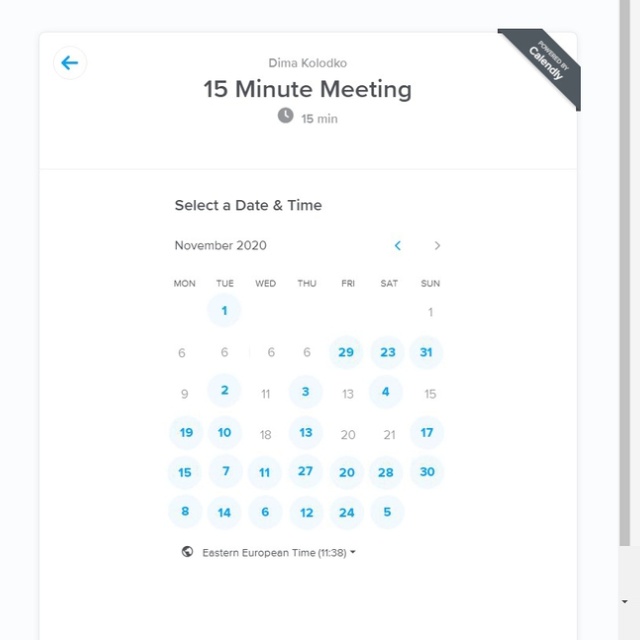 POWERED BY
Calendly
Dima Kolodko
15 Minute Meeting
15 min
Select a Date & Time
November 2020
MON TUE WED THU FRI SAT SUN
1 1
6 6 6 6 29 23 31
9 2 11 3 13 4 15
19 10 18 13 20 21 17
15 7 11 27 20 28 30
8 14 6 12 24 5
Eastern European Time (11:38)